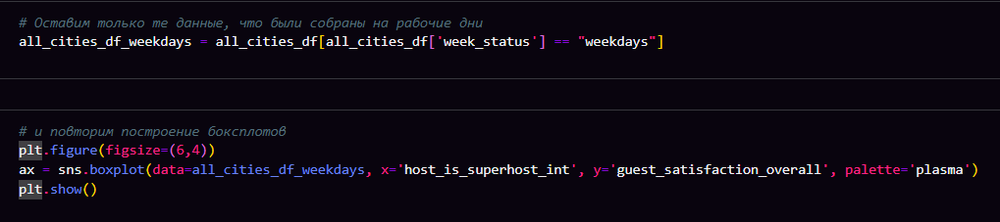 # Оставим только те данные, что были собраны на рабочие дни
all_cities_df_weekdays = all_cities_df[all_cities_df['week_status'] == "weekdays"]
# и повторим построение боксплотов
plt.figure(figsize=(6,4))
ax = sns.boxplot(data=all_cities_df_weekdays, x='host_is_superhost_int', y='guest_satisfaction_overall', palette='plasma')
plt.show()